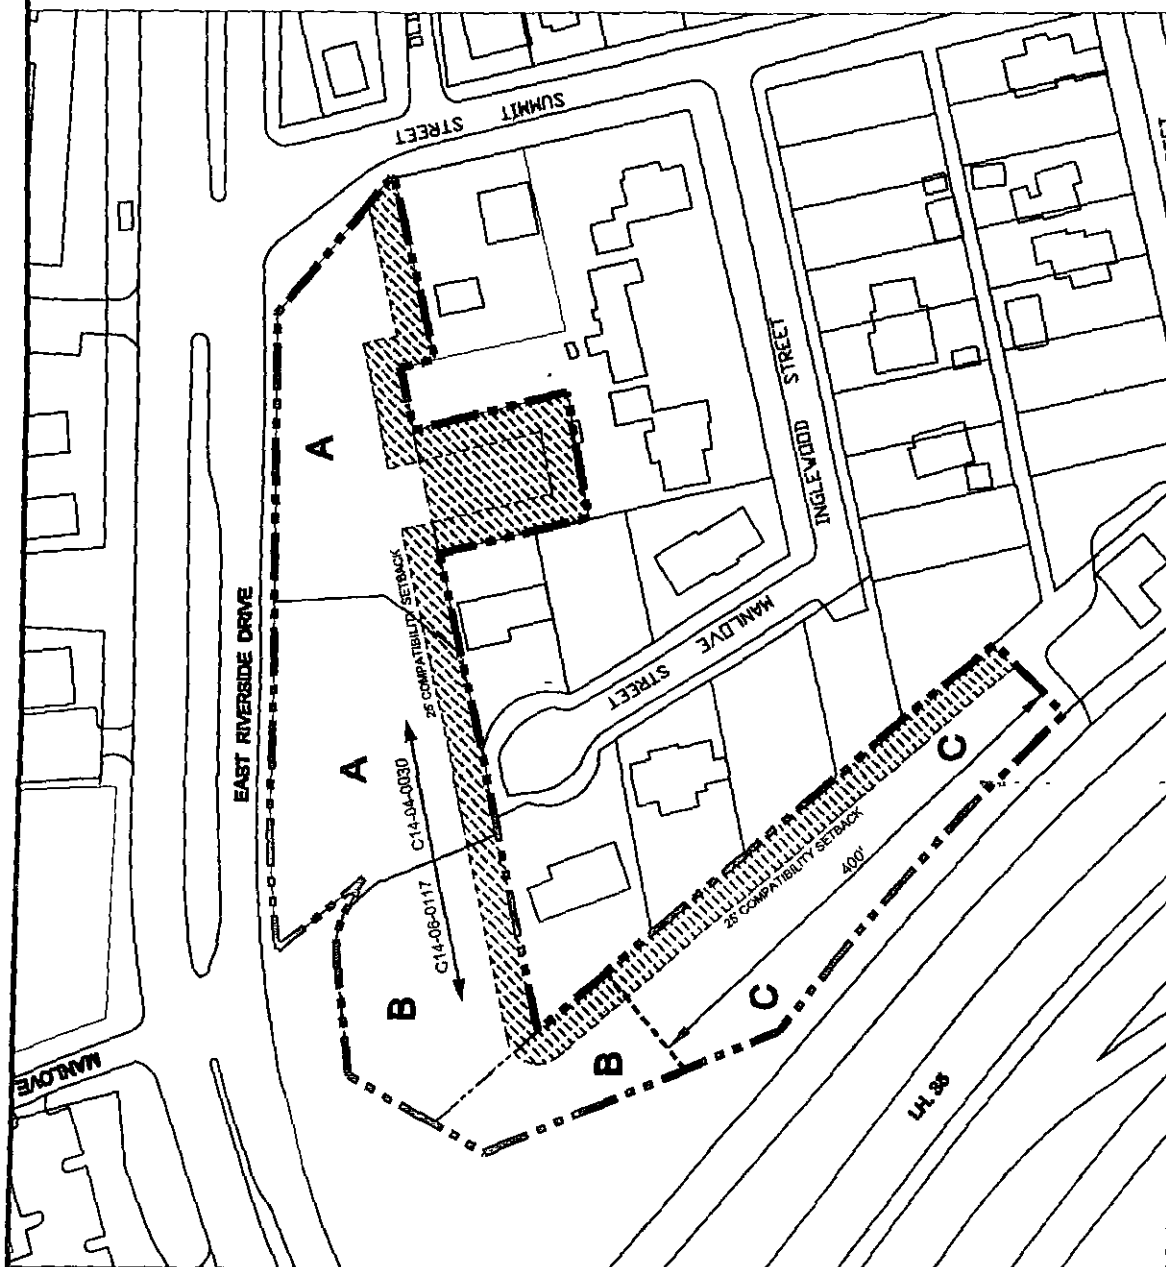 SUMMIT
STREET
A
EAST RIVERSIDE DRIVE
25' COMPATIBILITY SETBACK
INGLEWOOD STREET
MANLOVE
STREET
A
C14-04-0030
C14-06-0117
B
C
25' COMPATIBILITY SETBACK
400'
C
B
MANLOVE
I.H. 35